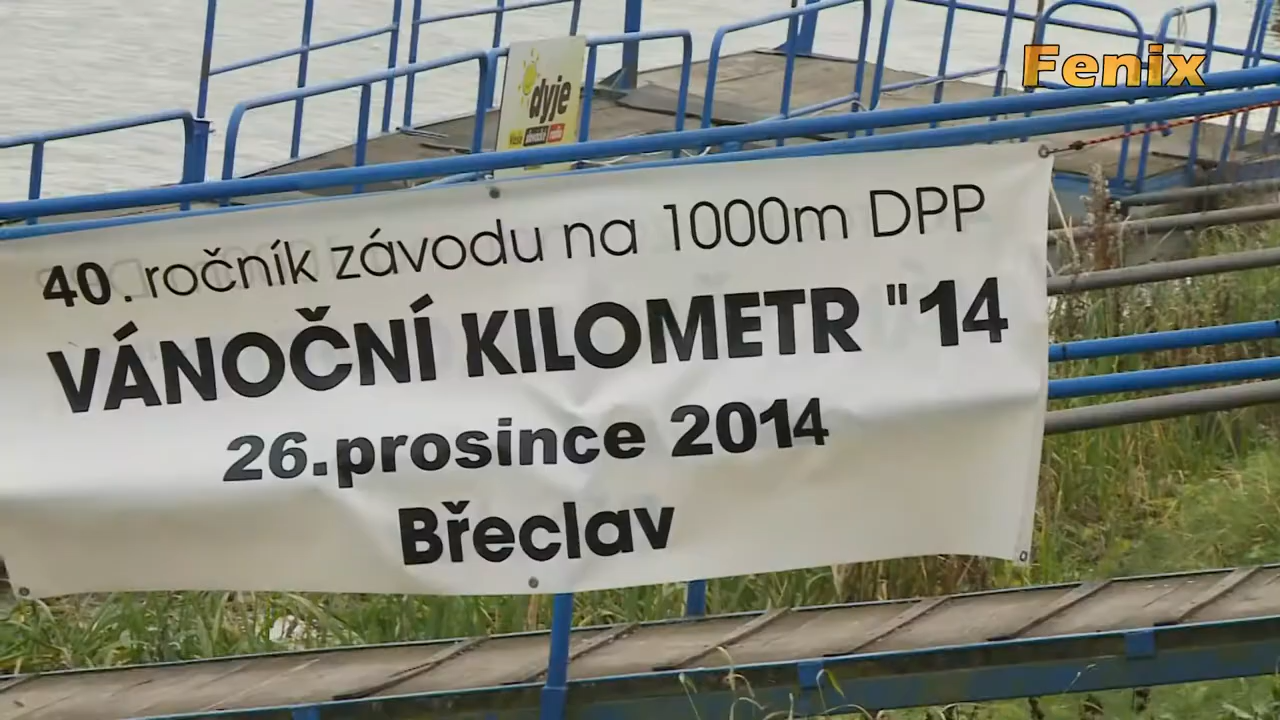 Fenix
dyje
40. ročník závodu na 1000m DPP
VÁNOČNÍ KILOMETR "14
26.prosince 2014
Břeclav